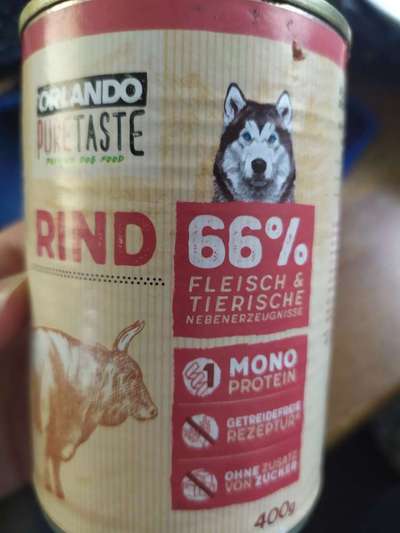 ORLANDO
PURETASTE
PREMIUM DOG FOOD
RIND
66%
FLEISCH &
TIERISCHE
NEBENERZEUGNISSE
1 MONO
PROTEIN
GETREIDEFREIE
REZEPTUR
OHNE ZUSATZ
VON ZUCKER
400g